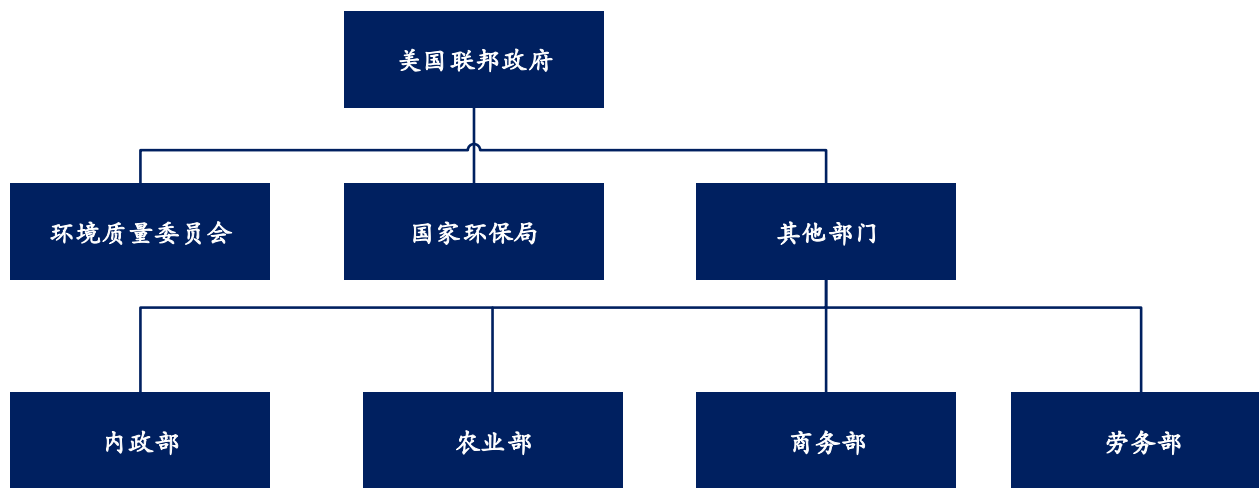 美国联邦政府
环境质量委员会
国家环保局
其他部门
内政部
农业部
商务部
劳务部